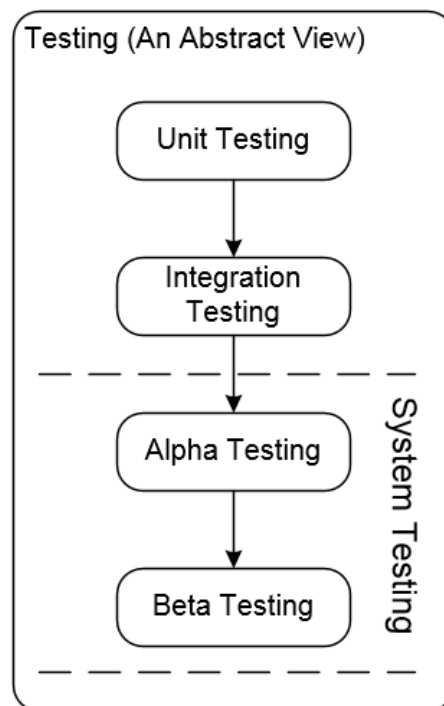 Testing (An Abstract View)
Unit Testing
Integration
Testing
Alpha Testing
System Testing
Beta Testing